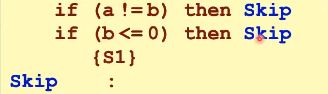 if (a!=b) then Skip
if (b<=0) then Skip
{S1}
Skip :